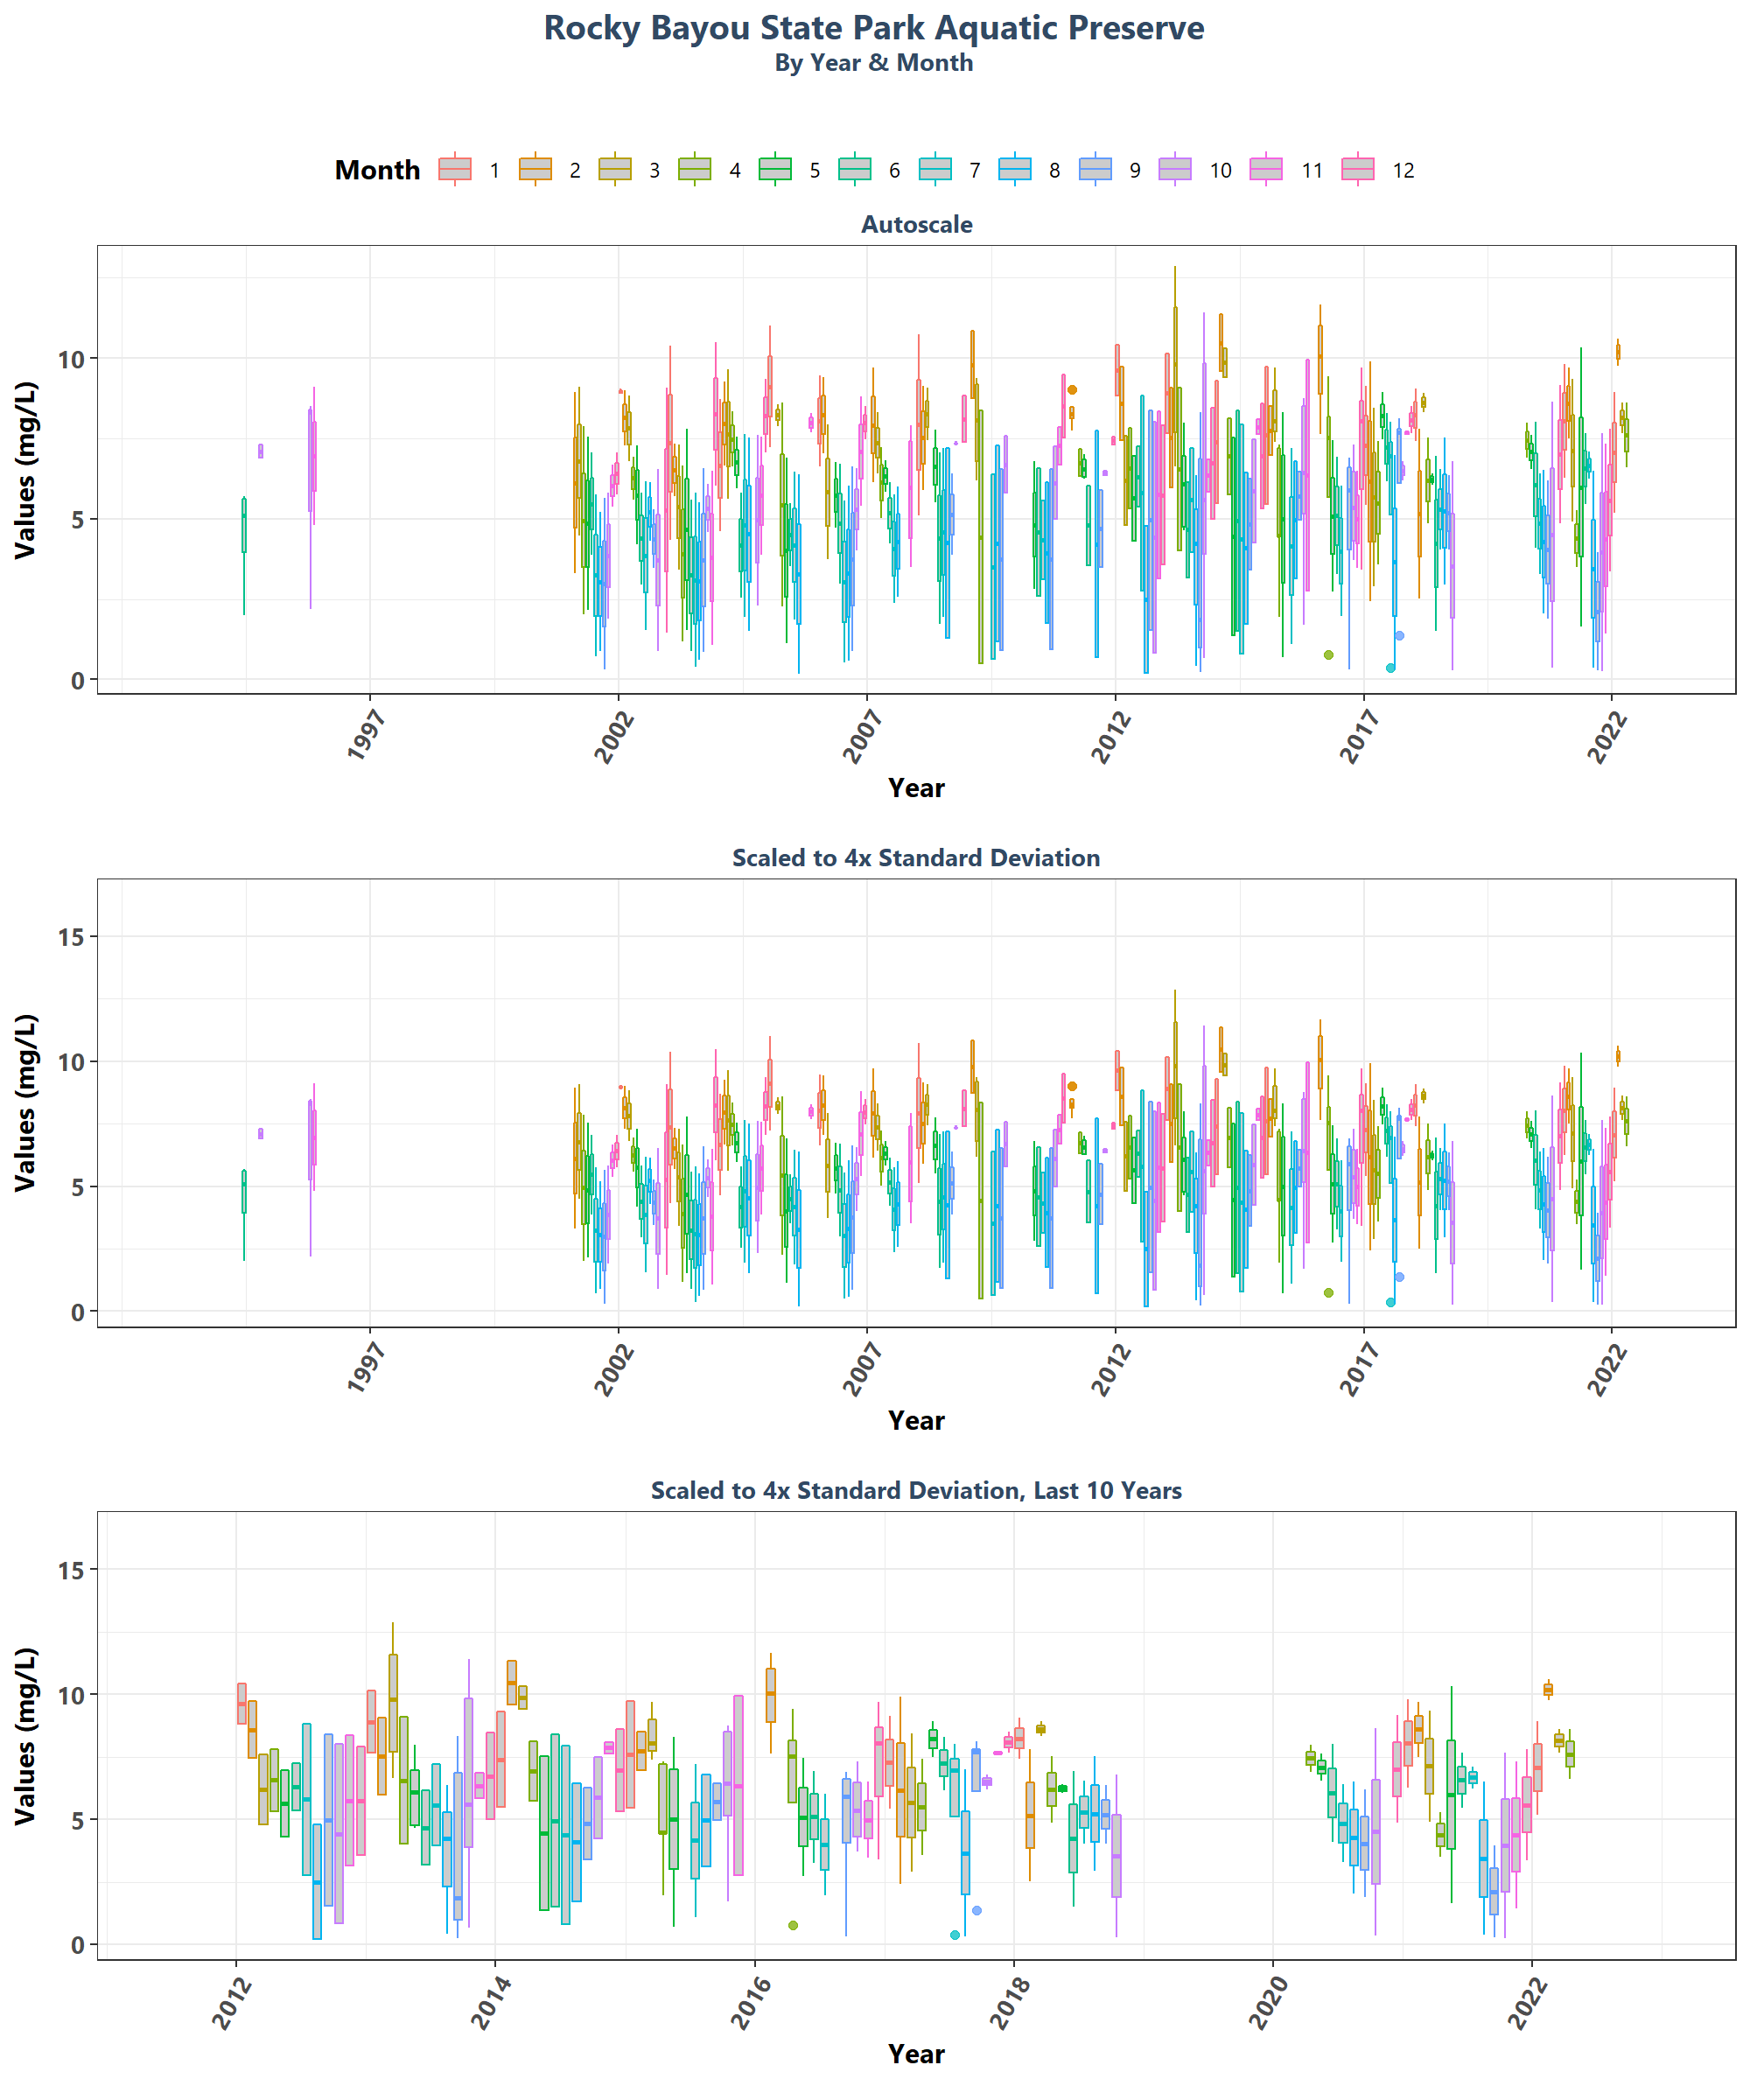 Rocky Bayou State Park Aquatic Preserve
By Year & Month
Month 1 2 3 4 5 6 7 8 9 10 11 12
Autoscale
Values (mg/L)
10
5
0
1997 2002 2007 2012 2017 2022
Year
Scaled to 4x Standard Deviation
Values (mg/L)
15
10
5
0
1997 2002 2007 2012 2017 2022
Year
Scaled to 4x Standard Deviation, Last 10 Years
Values (mg/L)
15
10
5
0
2012 2014 2016 2018 2020 2022
Year